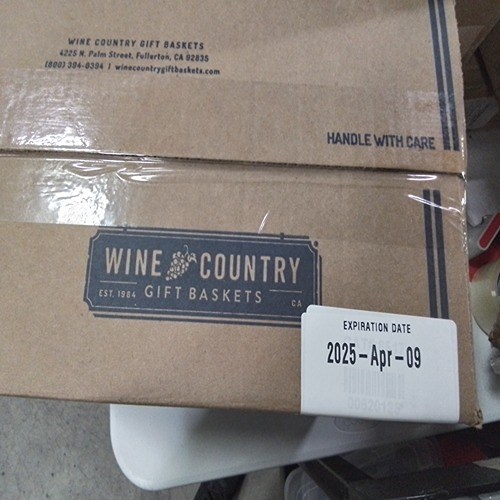 WINE COUNTRY GIFT BASKETS
4225 N. Palm Street, Fullerton, CA 92835
(800) 394-0394 | winecountrygiftbaskets.com
HANDLE WITH CARE
WINE COUNTRY
EST. 1984 GIFT BASKETS CA
EXPIRATION DATE
2025-Apr-09